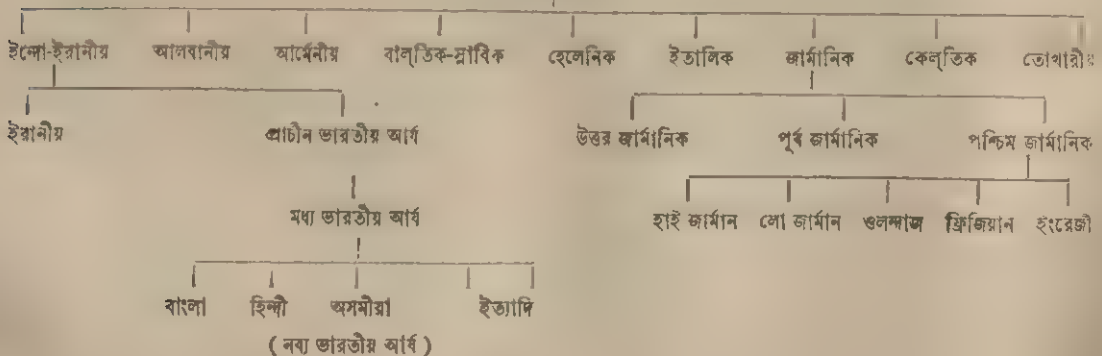 ইন্দো-ইরানীয় আলবানীয় আর্মেনীয় বাল্‌তিক-স্লাবিক হেলেনিক ইতালিক জার্মানিক কেল্‌তিক তোখারীয়
ইরানীয় প্রাচীন ভারতীয় আর্য উত্তর জার্মানিক পূর্ব জার্মানিক পশ্চিম জার্মানিক
মধ্য ভারতীয় আর্য হাই জার্মান লো জার্মান ওলন্দাজ ফ্রিজিয়ান ইংরেজী
বাংলা হিন্দী অসমীয়া ইত্যাদি
( নব্য ভারতীয় আর্য )